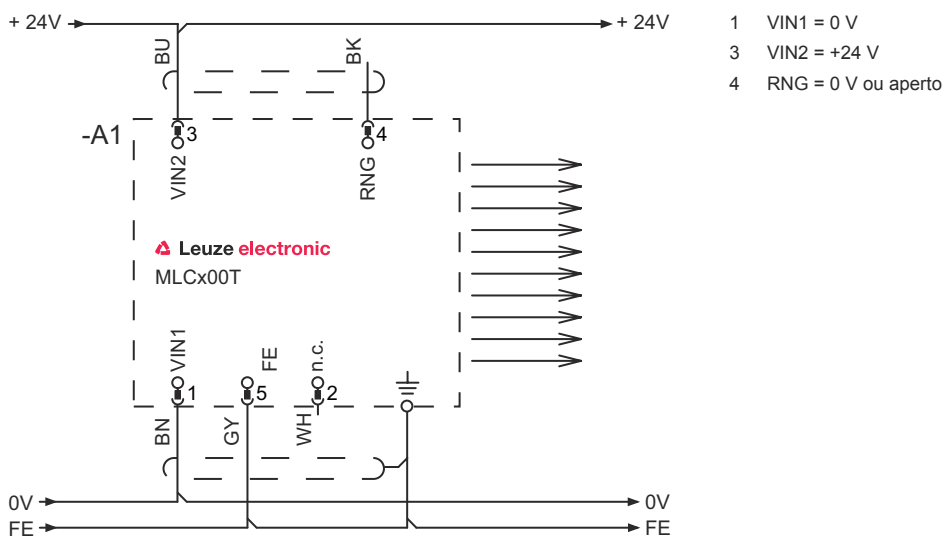 + 24V
+ 24V
1 VIN1 = 0 V
3 VIN2 = +24 V
4 RNG = 0 V ou aperto
BU
BK
-A1
3
4
VIN2
RNG
Leuze electronic
MLCx00T
VIN1
FE
n.c.
1
5
2
BN
GY
WH
0V
0V
FE
FE